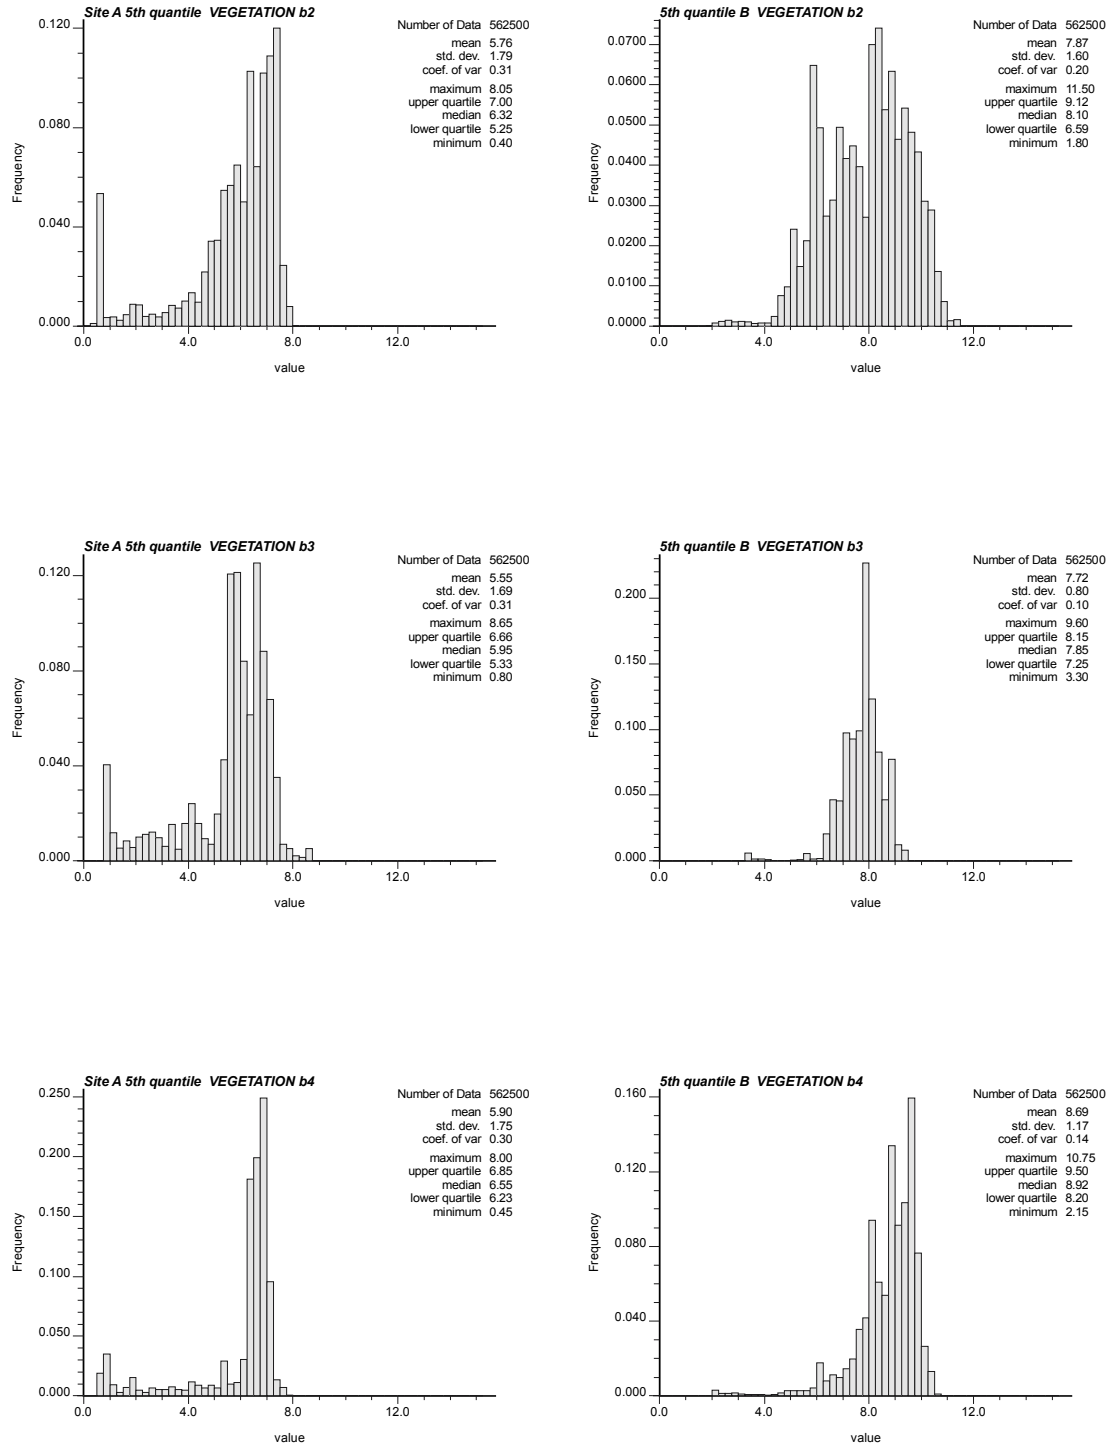 Site A 5th quantile VEGETATION b2
Number of Data 562500
mean 5.76
std. dev. 1.79
coef. of var 0.31
maximum 8.05
upper quartile 7.00
median 6.32
lower quartile 5.25
minimum 0.40
Frequency
0.120
0.080
0.040
0.000
0.0 4.0 8.0 12.0
value
5th quantile B VEGETATION b2
Number of Data 562500
mean 7.87
std. dev. 1.60
coef. of var 0.20
maximum 11.50
upper quartile 9.12
median 8.10
lower quartile 6.59
minimum 1.80
Frequency
0.0700
0.0600
0.0500
0.0400
0.0300
0.0200
0.0100
0.0000
0.0 4.0 8.0 12.0
value
Site A 5th quantile VEGETATION b3
Number of Data 562500
mean 5.55
std. dev. 1.69
coef. of var 0.31
maximum 8.65
upper quartile 6.66
median 5.95
lower quartile 5.33
minimum 0.80
Frequency
0.120
0.080
0.040
0.000
0.0 4.0 8.0 12.0
value
5th quantile B VEGETATION b3
Number of Data 562500
mean 7.72
std. dev. 0.80
coef. of var 0.10
maximum 9.60
upper quartile 8.15
median 7.85
lower quartile 7.25
minimum 3.30
Frequency
0.200
0.150
0.100
0.050
0.000
0.0 4.0 8.0 12.0
value
Site A 5th quantile VEGETATION b4
Number of Data 562500
mean 5.90
std. dev. 1.75
coef. of var 0.30
maximum 8.00
upper quartile 6.85
median 6.55
lower quartile 6.23
minimum 0.45
Frequency
0.250
0.200
0.150
0.100
0.050
0.000
0.0 4.0 8.0 12.0
value
5th quantile B VEGETATION b4
Number of Data 562500
mean 8.69
std. dev. 1.17
coef. of var 0.14
maximum 10.75
upper quartile 9.50
median 8.92
lower quartile 8.20
minimum 2.15
Frequency
0.160
0.120
0.080
0.040
0.000
0.0 4.0 8.0 12.0
value